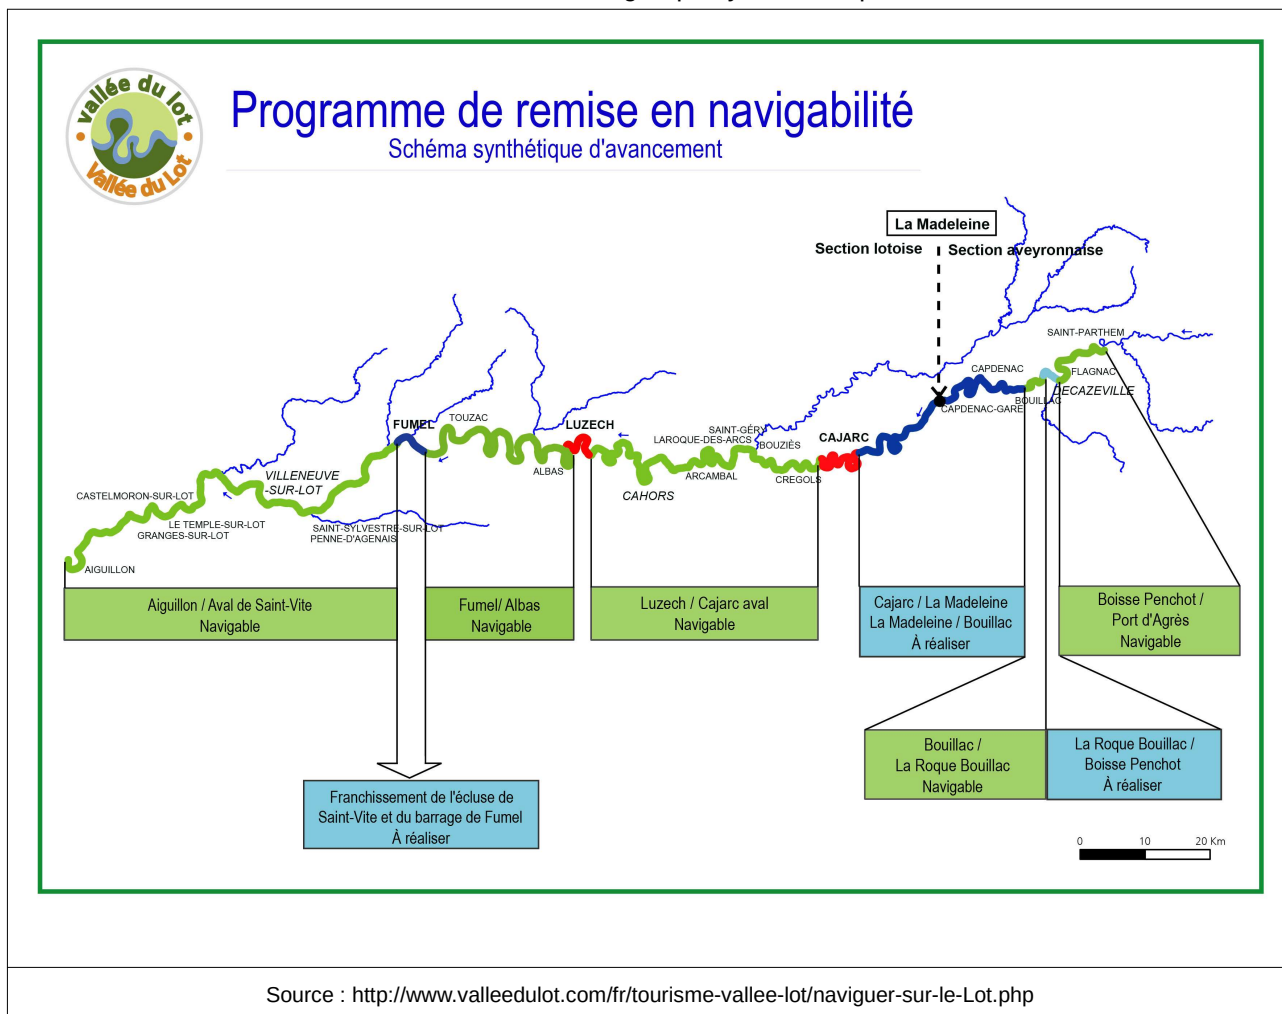 vallée du lot
Vallée du Lot
Programme de remise en navigabilité
Schéma synthétique d'avancement
La Madeleine
Section lotoise
Section aveyronnaise
SAINT-PARTHEM
FLAGNAC
DECAZEVILLE
CAPDENAC
BOUILLAC
CAPDENAC-GARE
CAJARC
SAINT-GÉRY
LAROQUE-DES-ARCS
BOUZIÈS
CREGOLS
ARCAMBAL
CAHORS
LUZECH
ALBAS
TOUZAC
FUMEL
VILLENEUVE
-SUR-LOT
CASTELMORON-SUR-LOT
LE TEMPLE-SUR-LOT
GRANGES-SUR-LOT
SAINT-SYLVESTRE-SUR-LOT
PENNE-D'AGENAIS
AIGUILLON
Aiguillon / Aval de Saint-Vite
Navigable
Fumel/ Albas
Navigable
Luzech / Cajarc aval
Navigable
Cajarc / La Madeleine
La Madeleine / Bouillac
À réaliser
Boisse Penchot /
Port d'Agrès
Navigable
Bouillac /
La Roque Bouillac
Navigable
La Roque Bouillac /
Boisse Penchot
À réaliser
Franchissement de l'écluse de
Saint-Vite et du barrage de Fumel
À réaliser
0 10 20 Km
Source : http://www.valleedulot.com/fr/tourisme-vallee-lot/naviguer-sur-le-Lot.php